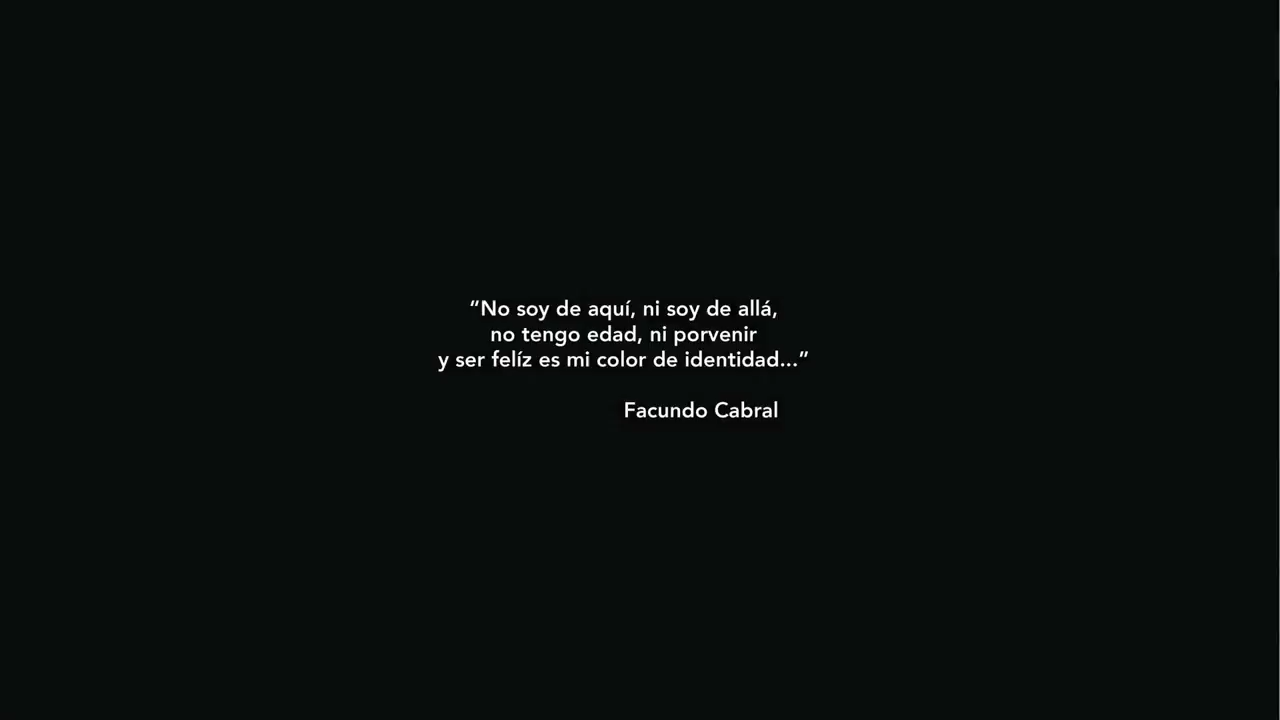 “No soy de aquí, ni soy de allá,
no tengo edad, ni porvenir
y ser felíz es mi color de identidad...”
Facundo Cabral